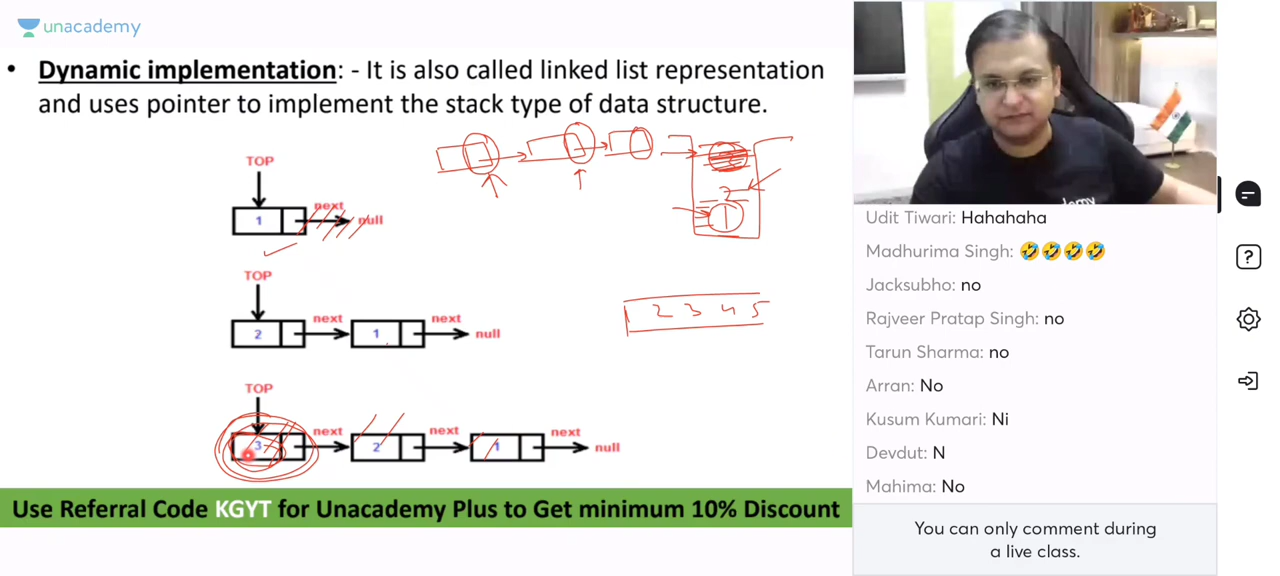 unacademy
• Dynamic implementation: - It is also called linked list representation
and uses pointer to implement the stack type of data structure.
TOP
1 next null
2
1
TOP
2 next 1 next null
1 2 3 4 5
TOP
3 next 2 next 1 next null
Use Referral Code KGYT for Unacademy Plus to Get minimum 10% Discount
Udit Tiwari: Hahahaha
Madhurima Singh: 🤣🤣🤣🤣
Jacksubho: no
Rajveer Pratap Singh: no
Tarun Sharma: no
Arran: No
Kusum Kumari: Ni
Devdut: N
Mahima: No
You can only comment during
a live class.